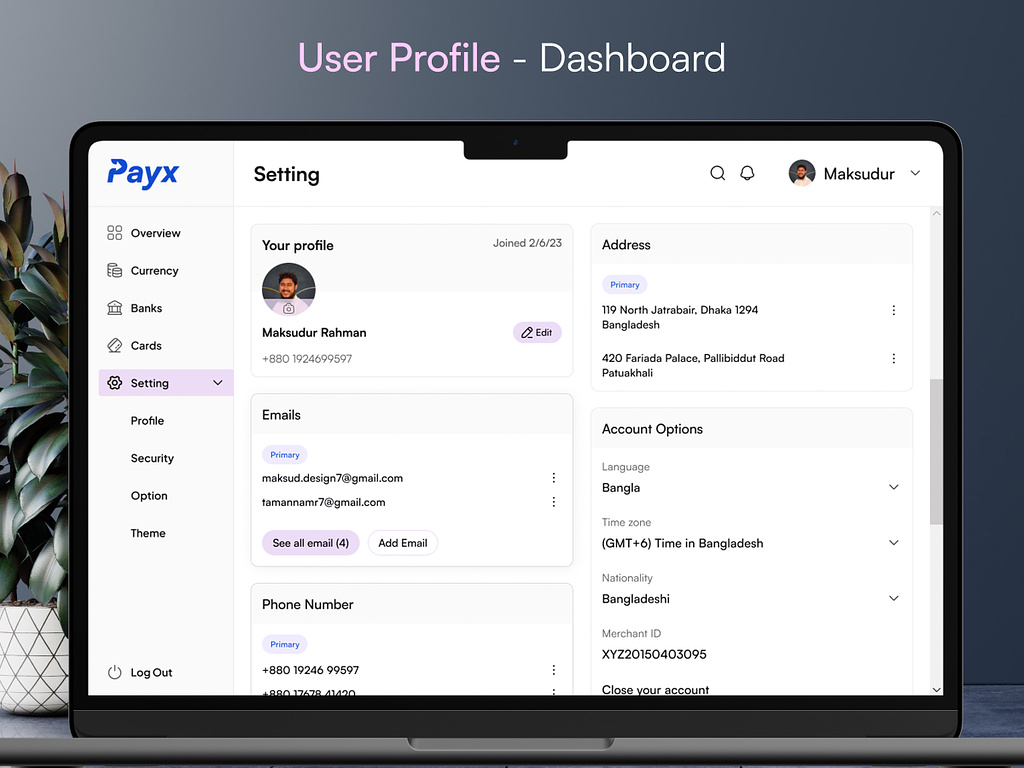 User Profile - Dashboard
Payx
Setting
Maksudur
Overview
Currency
Banks
Cards
Setting
Profile
Security
Option
Theme
Log Out
Your profile
Joined 2/6/23
Maksudur Rahman
Edit
+880 1924699597
Emails
Primary
maksud.design7@gmail.com
tamannamr7@gmail.com
See all email (4)
Add Email
Phone Number
Primary
+880 19246 99597
+880 17678 41420
Address
Primary
119 North Jatrabair, Dhaka 1294
Bangladesh
420 Fariada Palace, Pallibiddut Road
Patuakhali
Account Options
Language
Bangla
Time zone
(GMT+6) Time in Bangladesh
Nationality
Bangladeshi
Merchant ID
XYZ20150403095
Close your account